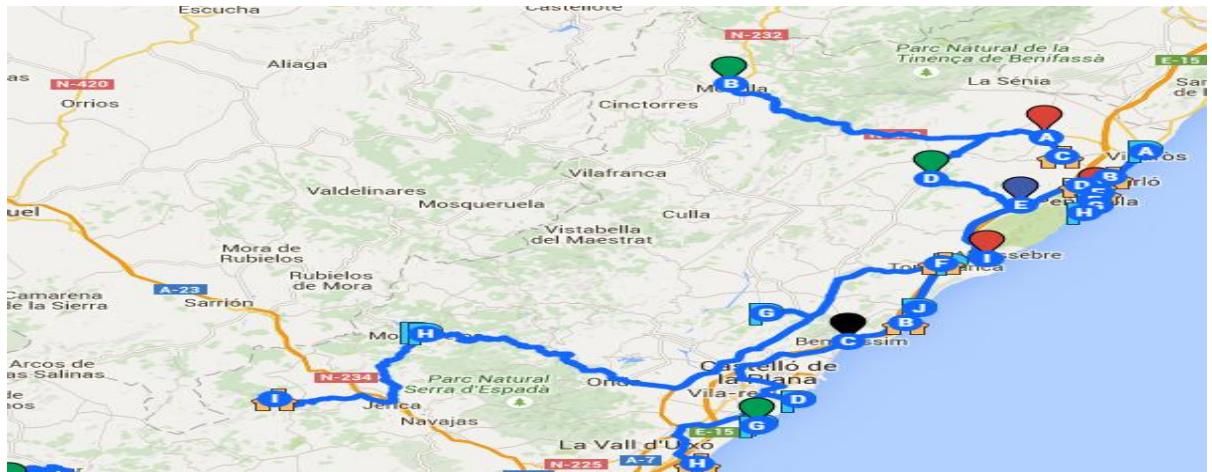 Escucha
Castellote
N-232
Parc Natural de la
Tinença de Benifassà
E-15
Aliaga
N-420
Orrios
La Sénia
B
Cinctorres
A
C
A
Vilafranca
D
B
D
E
Valdelinares
Mosqueruela
Culla
H
Vistabella
del Maestrat
Mora de
Rubielos
I
F
Rubielos
de Mora
A-23
Camarena
de la Sierra
Sarrión
G
J
B
H
C
Arcos de
las Salinas
Castelló de
la Plana
N-234
Parc Natural
Serra d'Espadà
Onda
I
Jérica
D
Navajas
G
E-15
La Vall d'Uixó
N-225
A-7
H